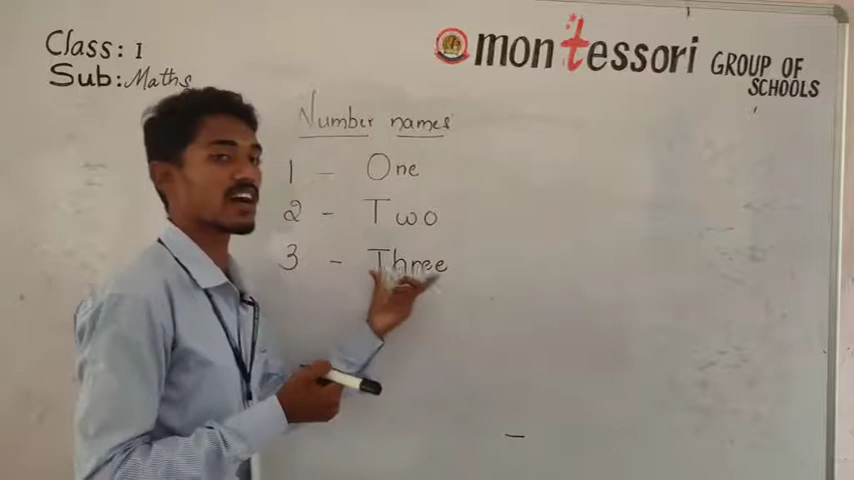 Class: 1
Sub: Maths
montessori GROUP OF
SCHOOLS
Number names
1 - One
2 - Two
3 - Three